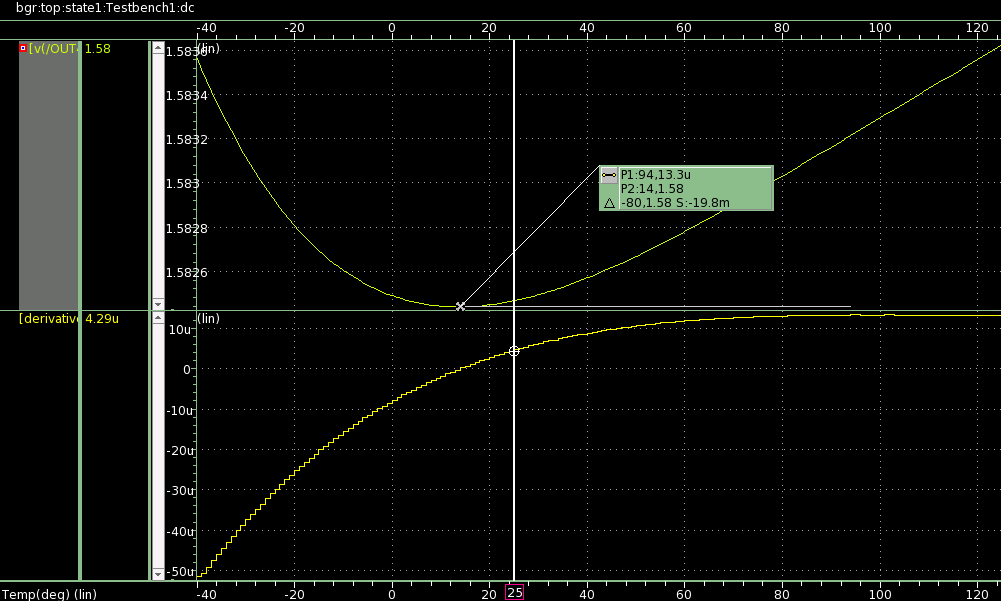 bgr:top:state1:Testbench1:dc
-40 -20 0 20 40 60 80 100 120
[v(/OUT 1.58
(lin)
1.5836
1.5834
1.5832
1.583
1.5828
1.5826
P1:94,13.3u
P2:14,1.58
-80,1.58 S:-19.8m
[derivative 4.29u
(lin)
10u
0
-10u
-20u
-30u
-40u
-50u
Temp(deg) (lin)
-40 -20 0 20 25 40 60 80 100 120